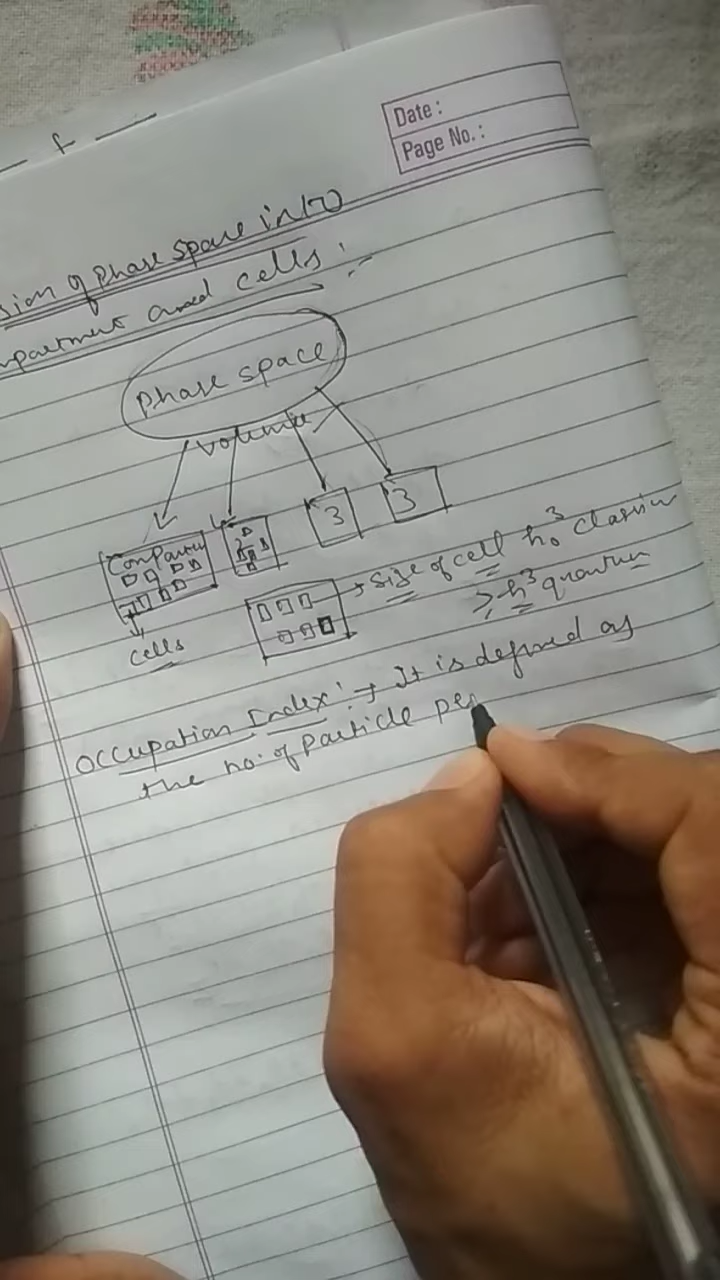 Date :
Page No. :
sion of Phase Space into
partment and cells :-
Phase space
volume
Compartment
3
3
cells
→ Size of cell h₀³ classical
≥ h³ quantum
Occupation Index :→ It is defined as
the no. of particle per